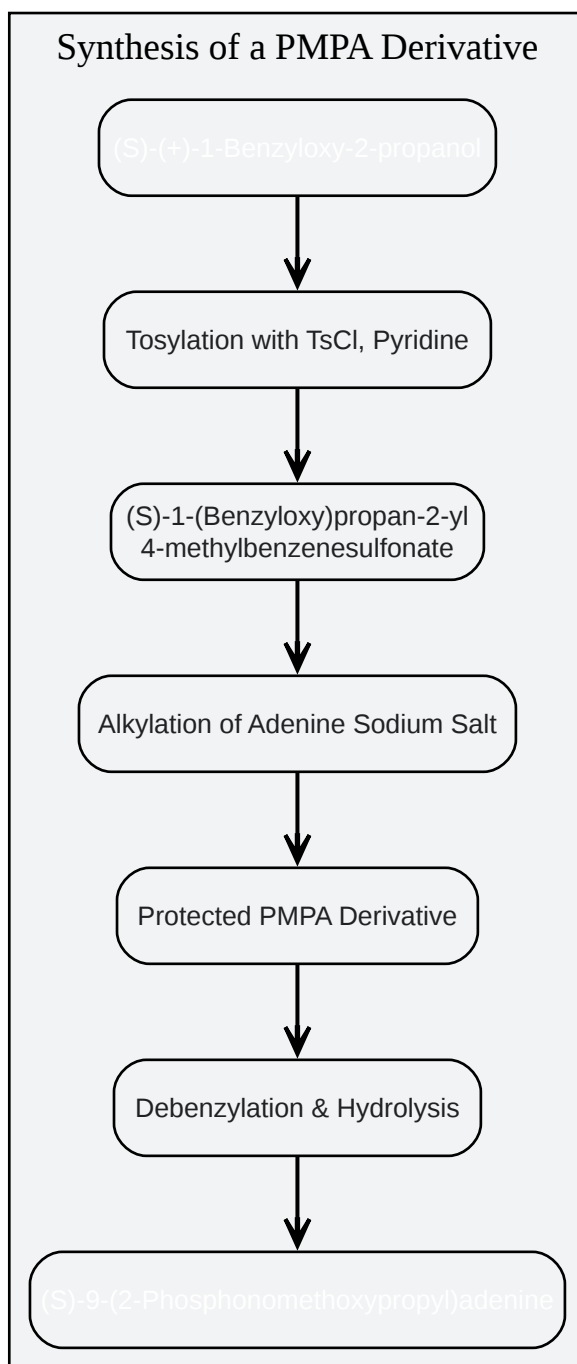 Synthesis of a PMPA Derivative
(S)-(+)-1-Benzyloxy-2-propanol
Tosylation with TsCl, Pyridine
(S)-1-(Benzyloxy)propan-2-yl
4-methylbenzenesulfonate
Alkylation of Adenine Sodium Salt
Protected PMPA Derivative
Debenzylation & Hydrolysis
(S)-9-(2-Phosphonomethoxypropyl)adenine